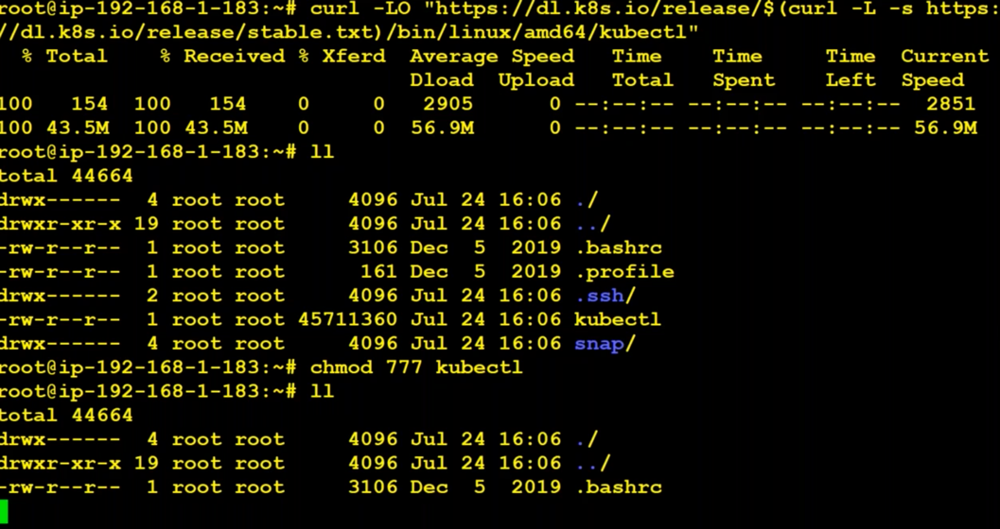 root@ip-192-168-1-183:~# curl -LO "https://dl.k8s.io/release/$(curl -L -s https:
//dl.k8s.io/release/stable.txt)/bin/linux/amd64/kubectl"
% Total % Received % Xferd Average Speed Time Time Time Current
Dload Upload Total Spent Left Speed
100 154 100 154 0 0 2905 0 --:--:-- --:--:-- --:--:-- 2851
100 43.5M 100 43.5M 0 0 56.9M 0 --:--:-- --:--:-- --:--:-- 56.9M
root@ip-192-168-1-183:~# ll
total 44664
drwx------ 4 root root 4096 Jul 24 16:06 ./
drwxr-xr-x 19 root root 4096 Jul 24 16:06 ../
-rw-r--r-- 1 root root 3106 Dec 5 2019 .bashrc
-rw-r--r-- 1 root root 161 Dec 5 2019 .profile
drwx------ 2 root root 4096 Jul 24 16:06 .ssh/
-rw-r--r-- 1 root root 45711360 Jul 24 16:06 kubectl
drwx------ 4 root root 4096 Jul 24 16:06 snap/
root@ip-192-168-1-183:~# chmod 777 kubectl
root@ip-192-168-1-183:~# ll
total 44664
drwx------ 4 root root 4096 Jul 24 16:06 ./
drwxr-xr-x 19 root root 4096 Jul 24 16:06 ../
-rw-r--r-- 1 root root 3106 Dec 5 2019 .bashrc